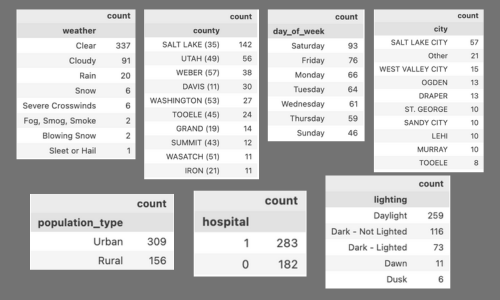 count
weather
Clear 337
Cloudy 91
Rain 20
Snow 6
Severe Crosswinds 6
Fog, Smog, Smoke 2
Blowing Snow 2
Sleet or Hail 1
count
county
SALT LAKE (35) 142
UTAH (49) 56
WEBER (57) 38
DAVIS (11) 30
WASHINGTON (53) 27
TOOELE (45) 24
GRAND (19) 14
SUMMIT (43) 12
WASATCH (51) 11
IRON (21) 11
count
day_of_week
Saturday 93
Friday 76
Monday 66
Tuesday 64
Wednesday 61
Thursday 59
Sunday 46
count
city
SALT LAKE CITY 57
Other 21
WEST VALLEY CITY 15
OGDEN 13
DRAPER 13
ST. GEORGE 10
SANDY CITY 10
LEHI 10
MURRAY 10
TOOELE 8
count
population_type
Urban 309
Rural 156
count
hospital
1 283
0 182
count
lighting
Daylight 259
Dark - Not Lighted 116
Dark - Lighted 73
Dawn 11
Dusk 6